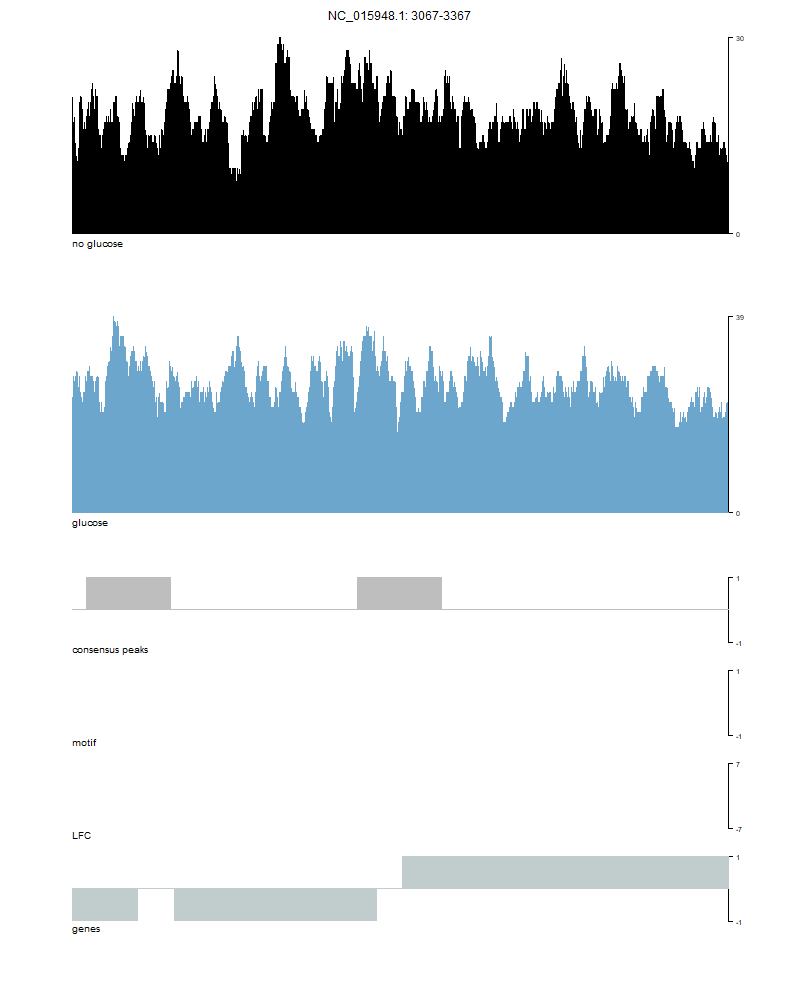 NC_015948.1: 3067-3367
30
0
no glucose
39
0
glucose
1
-1
consensus peaks
1
-1
motif
7
-7
LFC
1
-1
genes